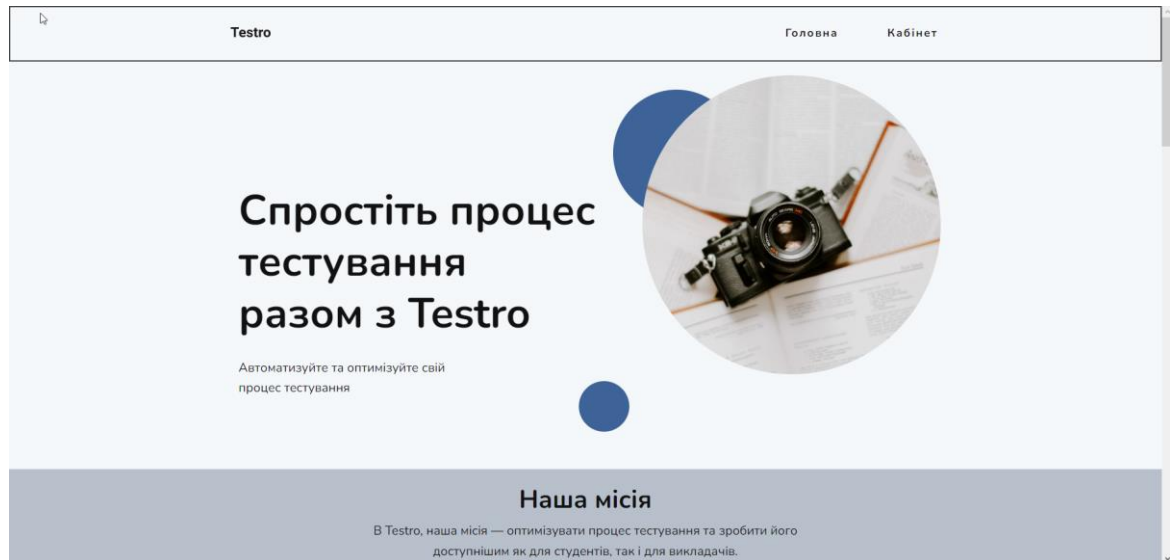 Testro
Головна
Кабінет
Спростіть процес
тестування
разом з Testro
Автоматизуйте та оптимізуйте свій
процес тестування
Наша місія
В Testro, наша місія — оптимізувати процес тестування та зробити його
доступнішим як для студентів, так і для викладачів.